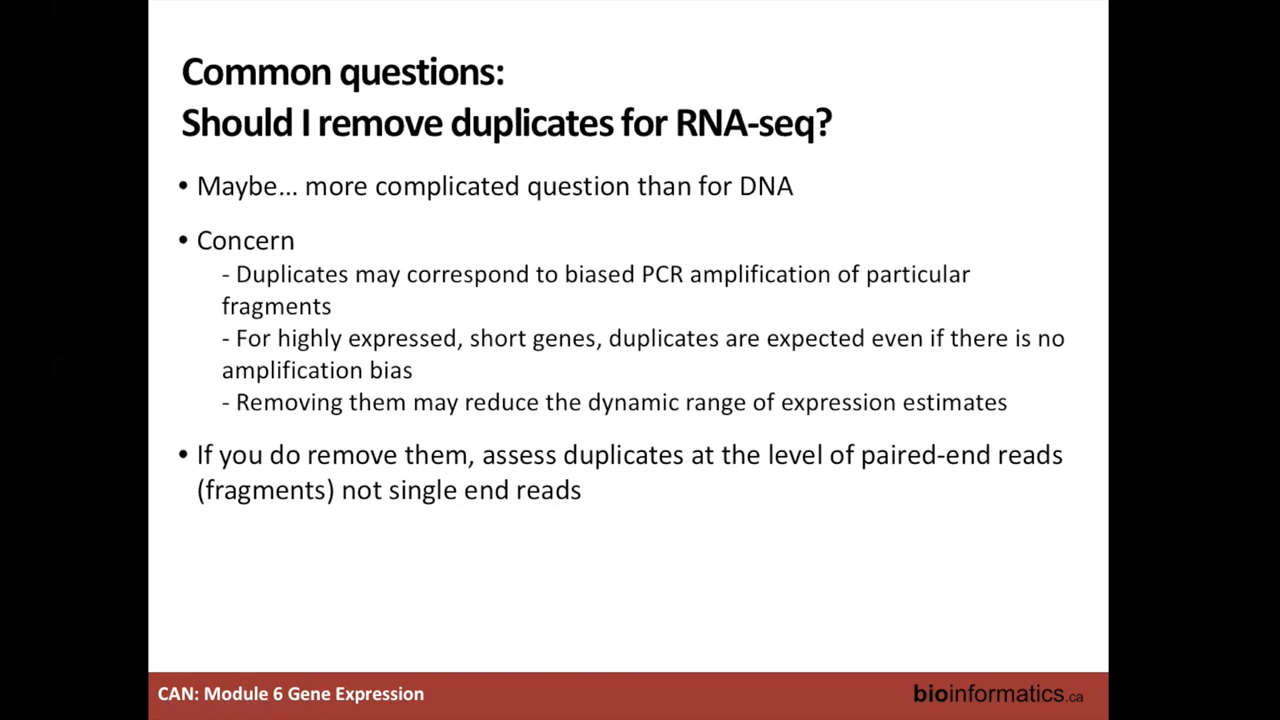 Common questions:
Should I remove duplicates for RNA-seq?
• Maybe... more complicated question than for DNA
• Concern
- Duplicates may correspond to biased PCR amplification of particular
fragments
- For highly expressed, short genes, duplicates are expected even if there is no
amplification bias
- Removing them may reduce the dynamic range of expression estimates
• If you do remove them, assess duplicates at the level of paired-end reads
(fragments) not single end reads
CAN: Module 6 Gene Expression
bioinformatics.ca